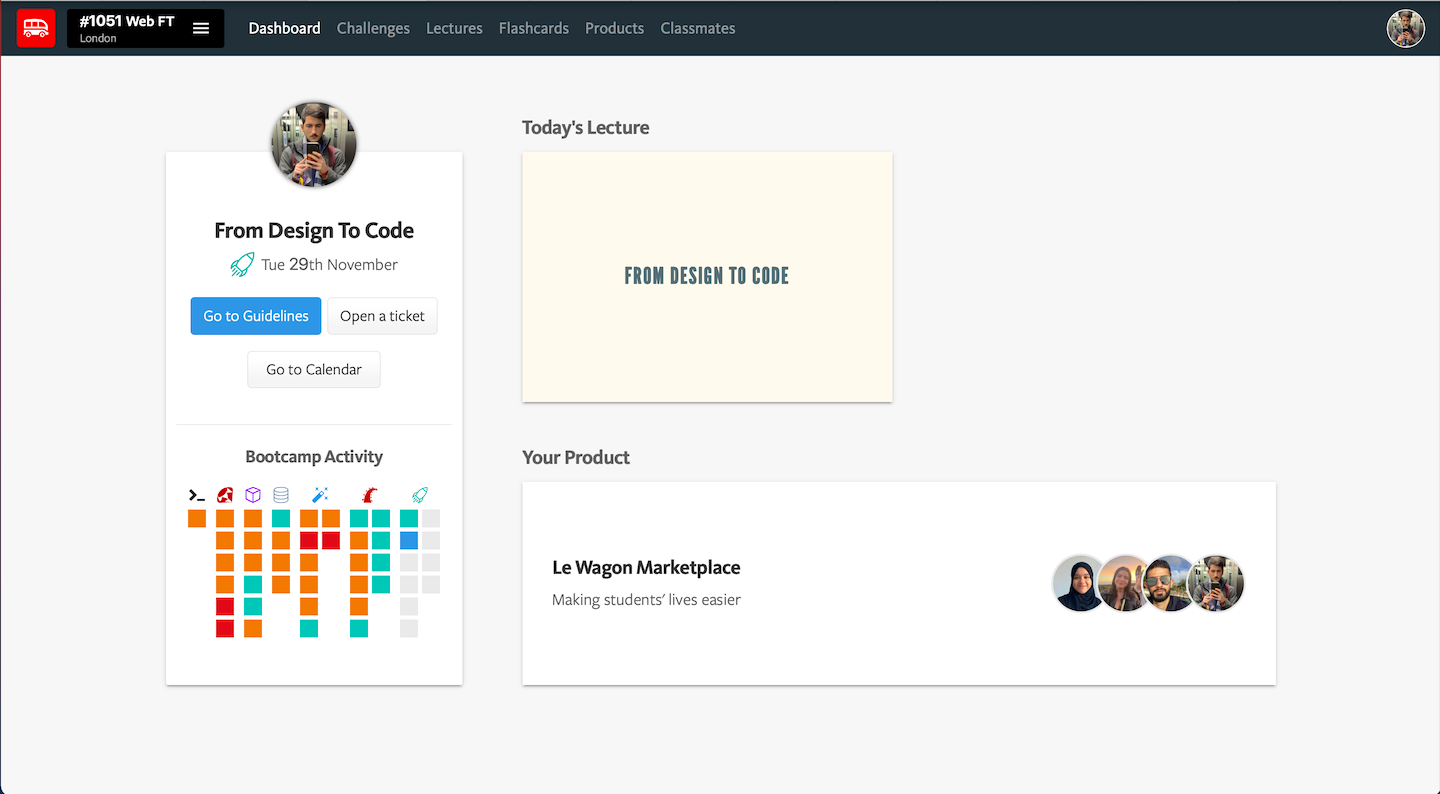 #1051 Web FT
London
Dashboard
Challenges
Lectures
Flashcards
Products
Classmates
From Design To Code
Tue 29th November
Go to Guidelines
Open a ticket
Go to Calendar
Bootcamp Activity
Today's Lecture
FROM DESIGN TO CODE
Your Product
Le Wagon Marketplace
Making students' lives easier